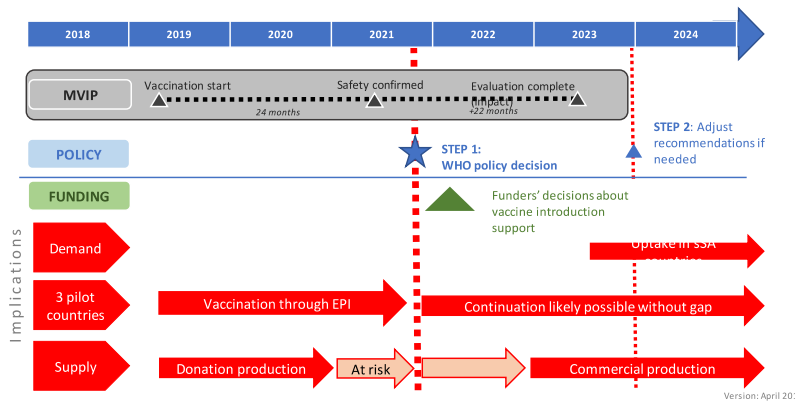 2018 2019 2020 2021 2022 2023 2024
MVIP
Vaccination start
Safety confirmed
Evaluation complete
(impact)
24 months
+22 months
POLICY
STEP 1:
WHO policy decision
STEP 2: Adjust
recommendations if
needed
FUNDING
Funders' decisions about
vaccine introduction
support
Implications
Demand
Uptake in sSA
countries
3 pilot
countries
Vaccination through EPI
Continuation likely possible without gap
Supply
Donation production
At risk
Commercial production
Version: April